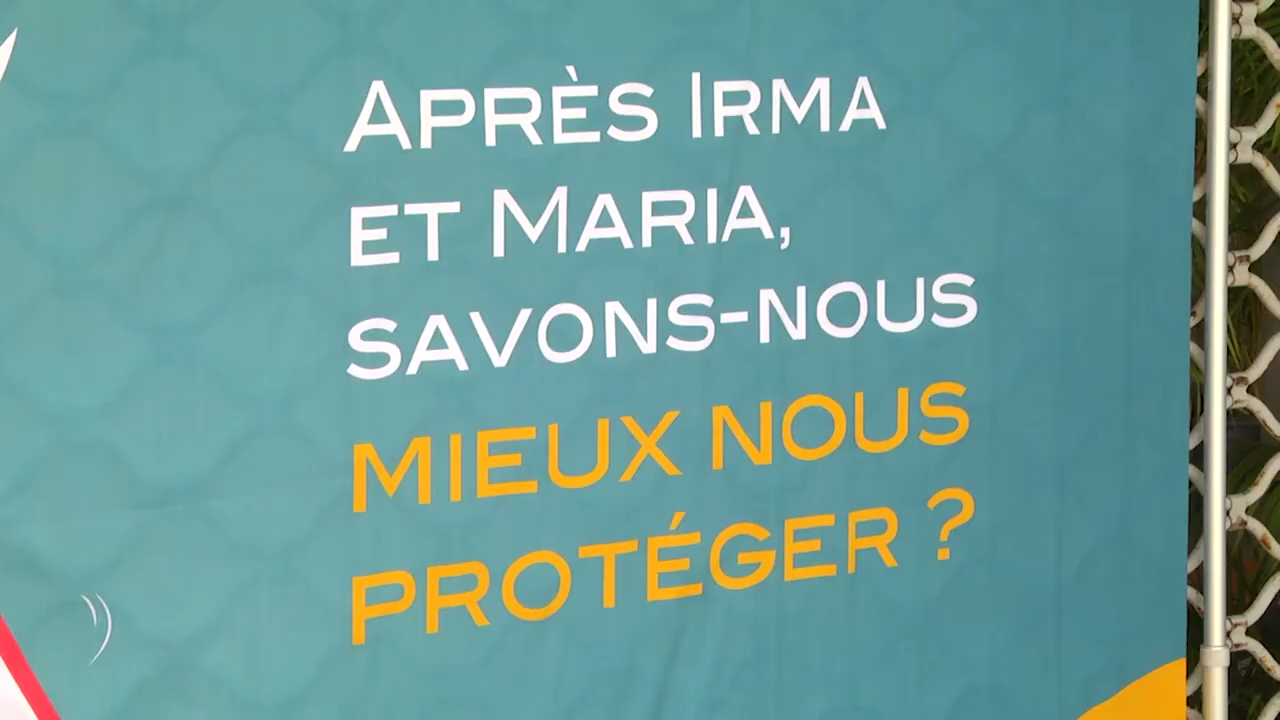 APRÈS IRMA
ET MARIA,
SAVONS-NOUS
MIEUX NOUS
PROTÉGER ?